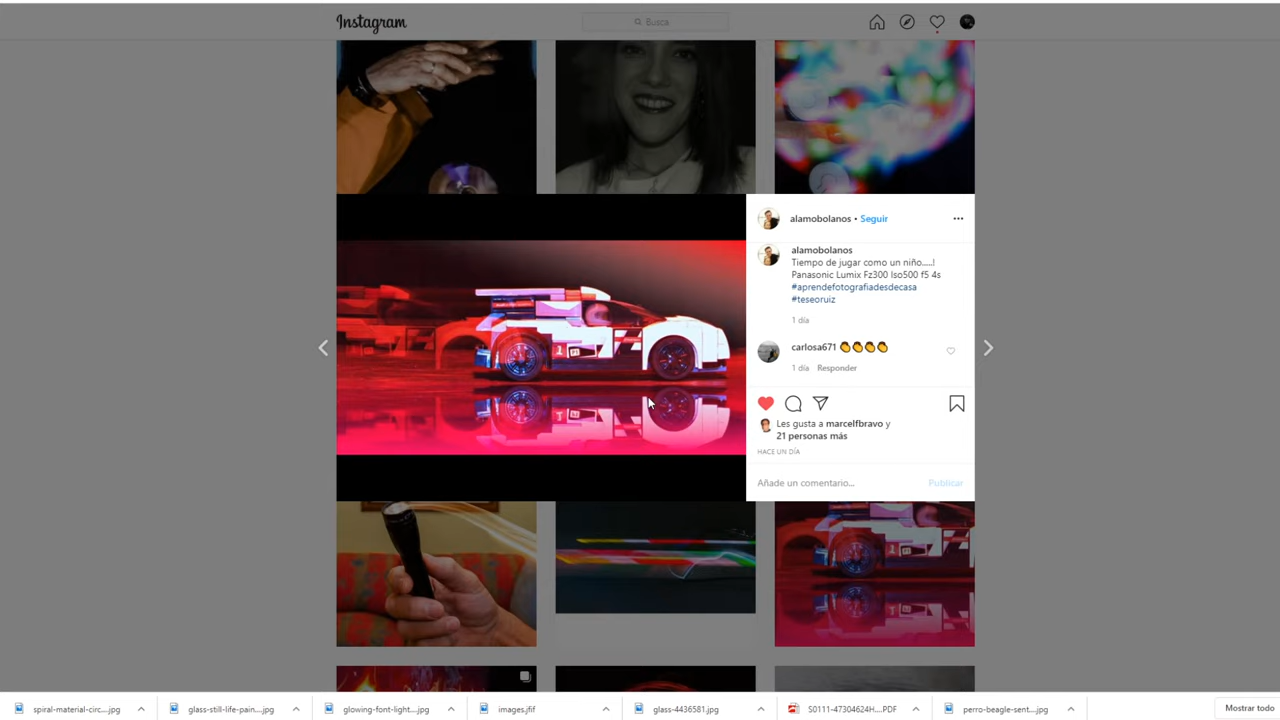 Instagram
Busca
alamobolanos • Seguir
alamobolanos
Tiempo de jugar como un niño.....!
Panasonic Lumix Fz300 Iso500 f5 4s
#aprendefotografiadesdecasa
#teseoruiz
1 día
carlosa671 👏👏👏👏
1 día Responder
Les gusta a marcelfbravo y
21 personas más
HACE UN DÍA
Añade un comentario... Publicar
spiral-material-circ....jpg
glass-still-life-pain....jpg
glowing-font-light....jpg
images.jfif
glass-4436581.jpg
S0111-47304624H....PDF
perro-beagle-sent....jpg
Mostrar todo